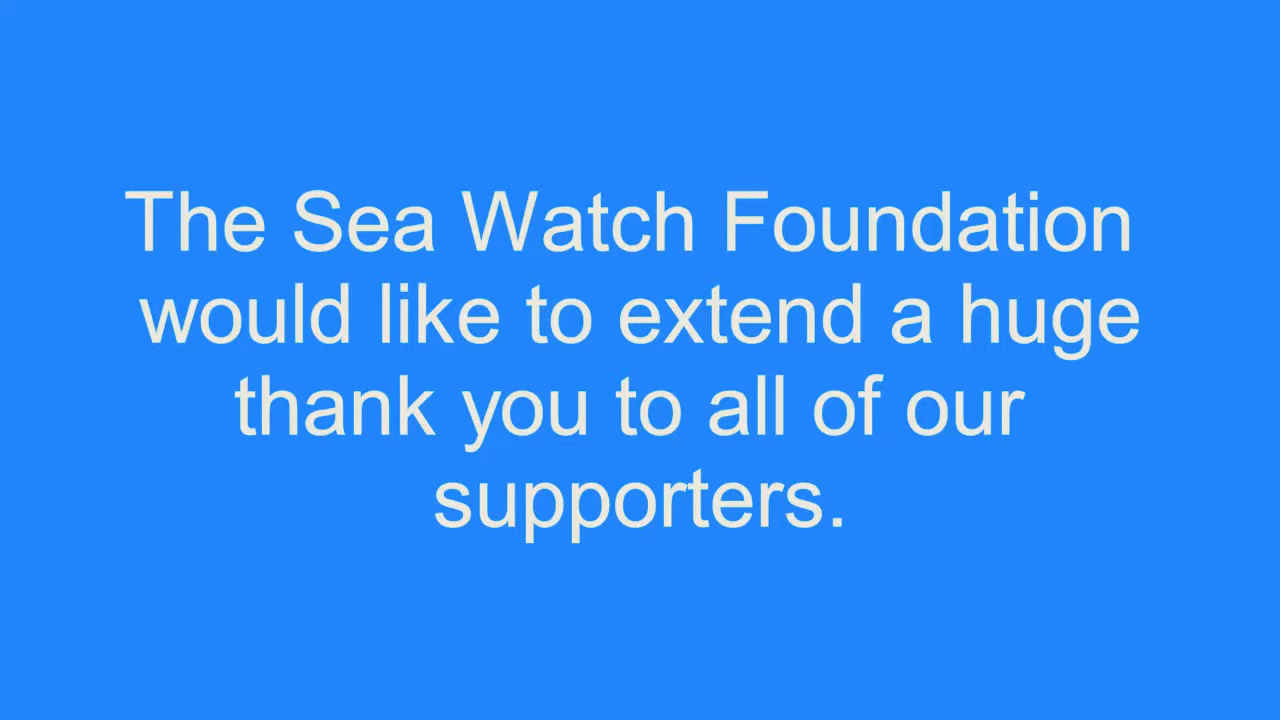 The Sea Watch Foundation
would like to extend a huge
thank you to all of our
supporters.